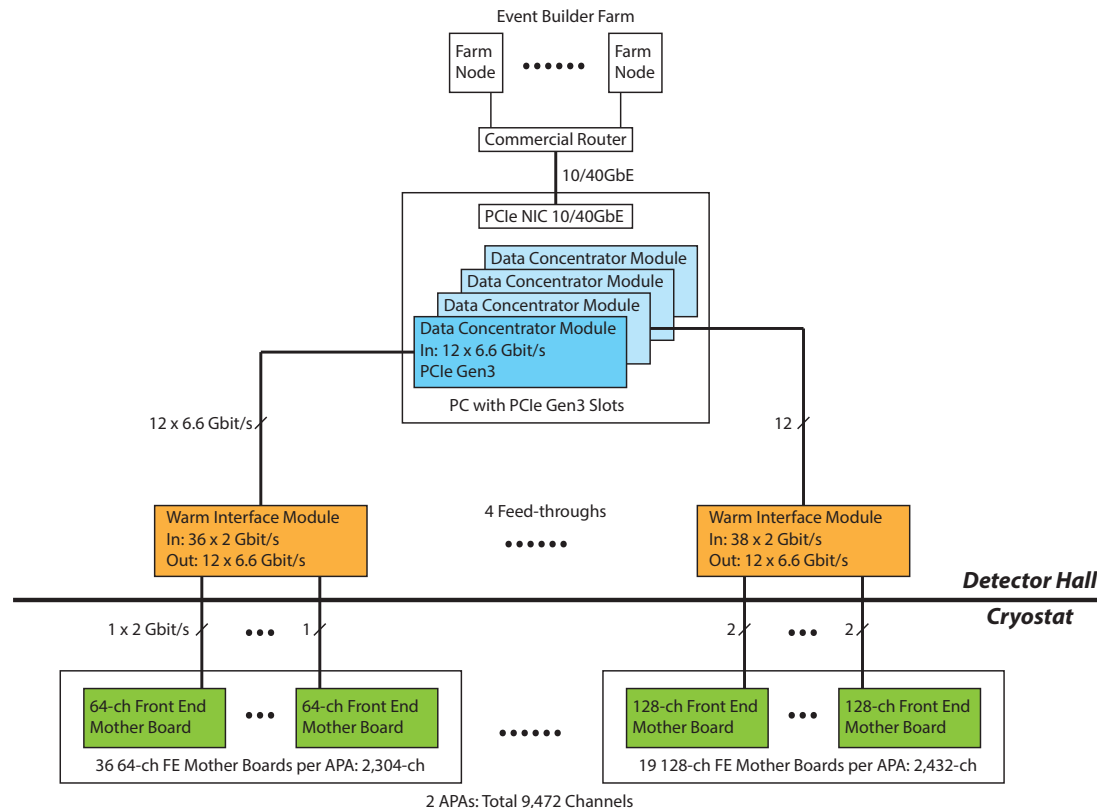 Event Builder Farm
Farm
Node
Farm
Node
Commercial Router
10/40GbE
PCIe NIC 10/40GbE
Data Concentrator Module
Data Concentrator Module
Data Concentrator Module
Data Concentrator Module
In: 12 x 6.6 Gbit/s
PCIe Gen3
PC with PCIe Gen3 Slots
12 x 6.6 Gbit/s
12
Warm Interface Module
In: 36 x 2 Gbit/s
Out: 12 x 6.6 Gbit/s
4 Feed-throughs
Warm Interface Module
In: 38 x 2 Gbit/s
Out: 12 x 6.6 Gbit/s
Detector Hall
Cryostat
1 x 2 Gbit/s
1
2
2
64-ch Front End
Mother Board
64-ch Front End
Mother Board
128-ch Front End
Mother Board
128-ch Front End
Mother Board
36 64-ch FE Mother Boards per APA: 2,304-ch
19 128-ch FE Mother Boards per APA: 2,432-ch
2 APAs: Total 9,472 Channels